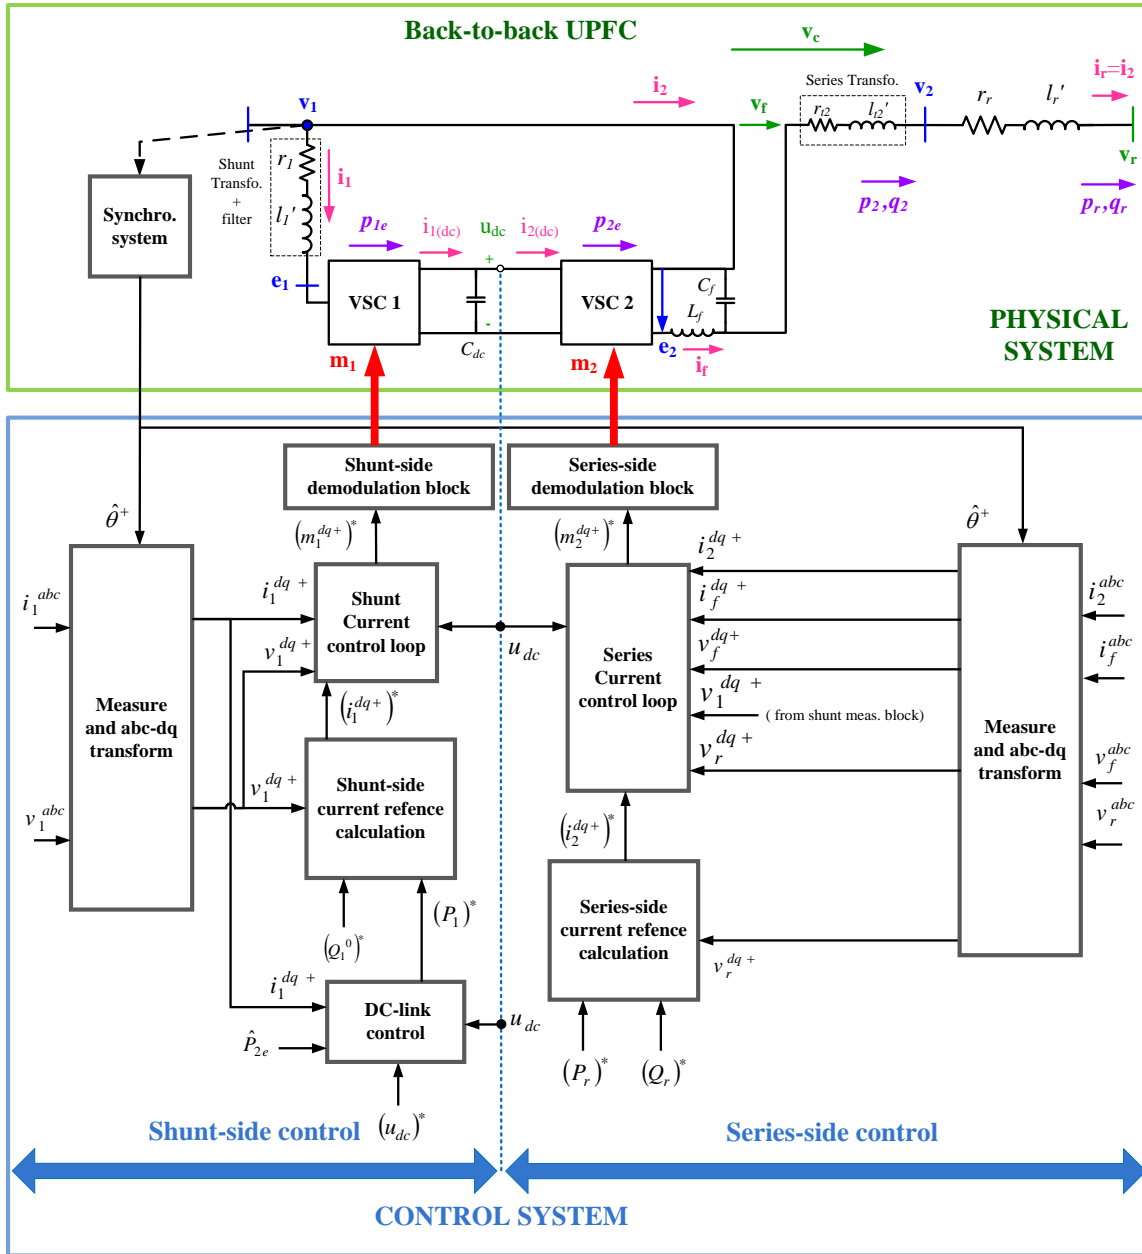 Back-to-back UPFC
v_c
i_r=i_2
i_2
Series Transfo.
v_2
r_r
l_r'
v_1
v_f
r_t2
l_t2'
v_r
Shunt
Transfo.
+
filter
r_1
i_1
l_1'
p_2,q_2
p_r,q_r
Synchro.
system
p_1e
i_1(dc)
u_dc
i_2(dc)
p_2e
+
e_1
VSC 1
VSC 2
C_f
L_f
-
C_dc
e_2
i_f
PHYSICAL
SYSTEM
m_1
m_2
Shunt-side
demodulation block
Series-side
demodulation block
θ̂⁺
(m_1^{dq+})^*
(m_2^{dq+})^*
θ̂⁺
i_2^{dq +}
i_1^{abc}
i_1^{dq +}
Shunt
Current
control loop
i_f^{dq +}
i_2^{abc}
u_dc
v_f^{dq+}
i_f^{abc}
v_1^{dq +}
Series
Current
control loop
v_1^{dq +}
( from shunt meas. block)
(i_1^{dq+})^*
Measure
and abc-dq
transform
v_r^{dq +}
Measure
and abc-dq
transform
v_1^{dq +}
Shunt-side
current refence
calculation
v_f^{abc}
v_1^{abc}
v_r^{abc}
(i_2^{dq+})^*
(P_1)^*
(Q_1^0)^*
Series-side
current refence
calculation
v_r^{dq +}
i_1^{dq +}
DC-link
control
u_dc
P̂_2e
(P_r)^*
(Q_r)^*
(u_dc)^*
Shunt-side control
Series-side control
CONTROL SYSTEM